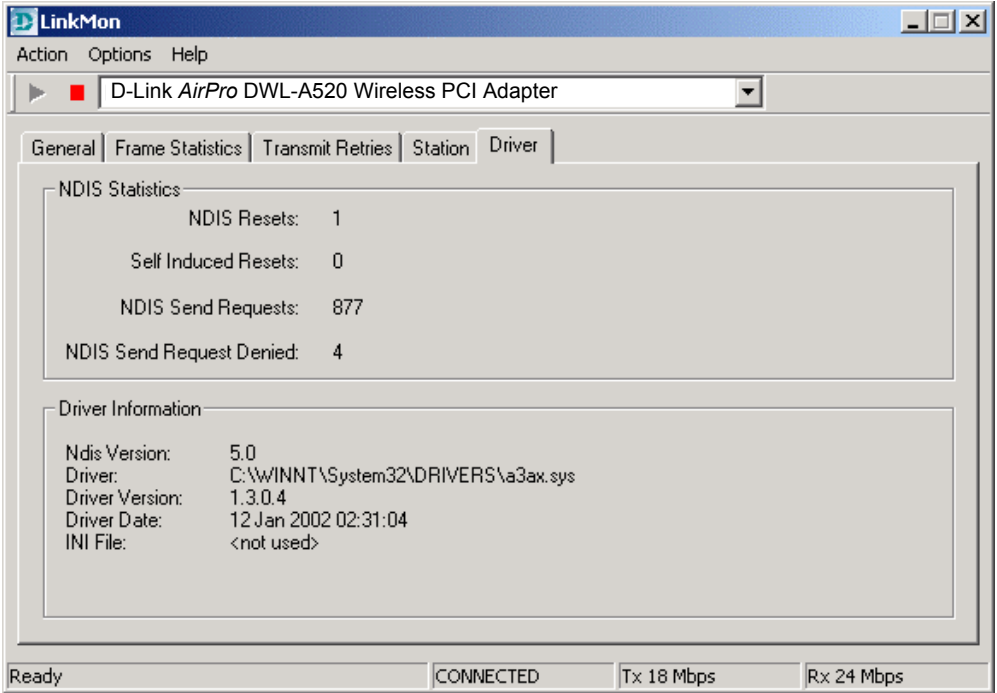 LinkMon
Action Options Help
D-Link AirPro DWL-A520 Wireless PCI Adapter
General Frame Statistics Transmit Retries Station Driver
NDIS Statistics
NDIS Resets: 1
Self Induced Resets: 0
NDIS Send Requests: 877
NDIS Send Request Denied: 4
Driver Information
Ndis Version: 5.0
Driver: C:\WINNT\System32\DRIVERS\a3ax.sys
Driver Version: 1.3.0.4
Driver Date: 12 Jan 2002 02:31:04
INI File: <not used>
Ready CONNECTED Tx 18 Mbps Rx 24 Mbps